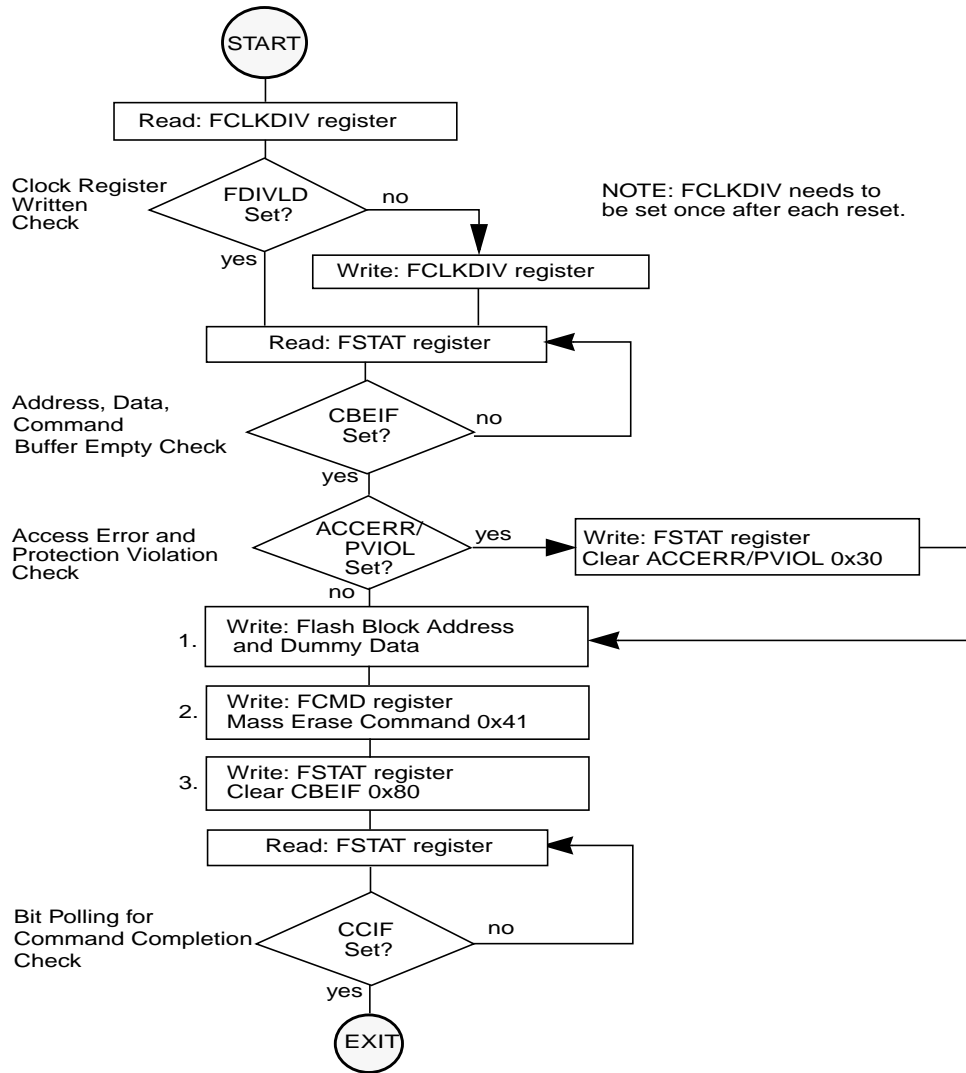 START
Read: FCLKDIV register
Clock Register
Written
Check
FDIVLD
Set?
no
yes
NOTE: FCLKDIV needs to
be set once after each reset.
Write: FCLKDIV register
Read: FSTAT register
Address, Data,
Command
Buffer Empty Check
CBEIF
Set?
no
yes
Access Error and
Protection Violation
Check
ACCERR/
PVIOL
Set?
yes
no
Write: FSTAT register
Clear ACCERR/PVIOL 0x30
1.
Write: Flash Block Address
and Dummy Data
2.
Write: FCMD register
Mass Erase Command 0x41
3.
Write: FSTAT register
Clear CBEIF 0x80
Read: FSTAT register
Bit Polling for
Command Completion
Check
CCIF
Set?
no
yes
EXIT